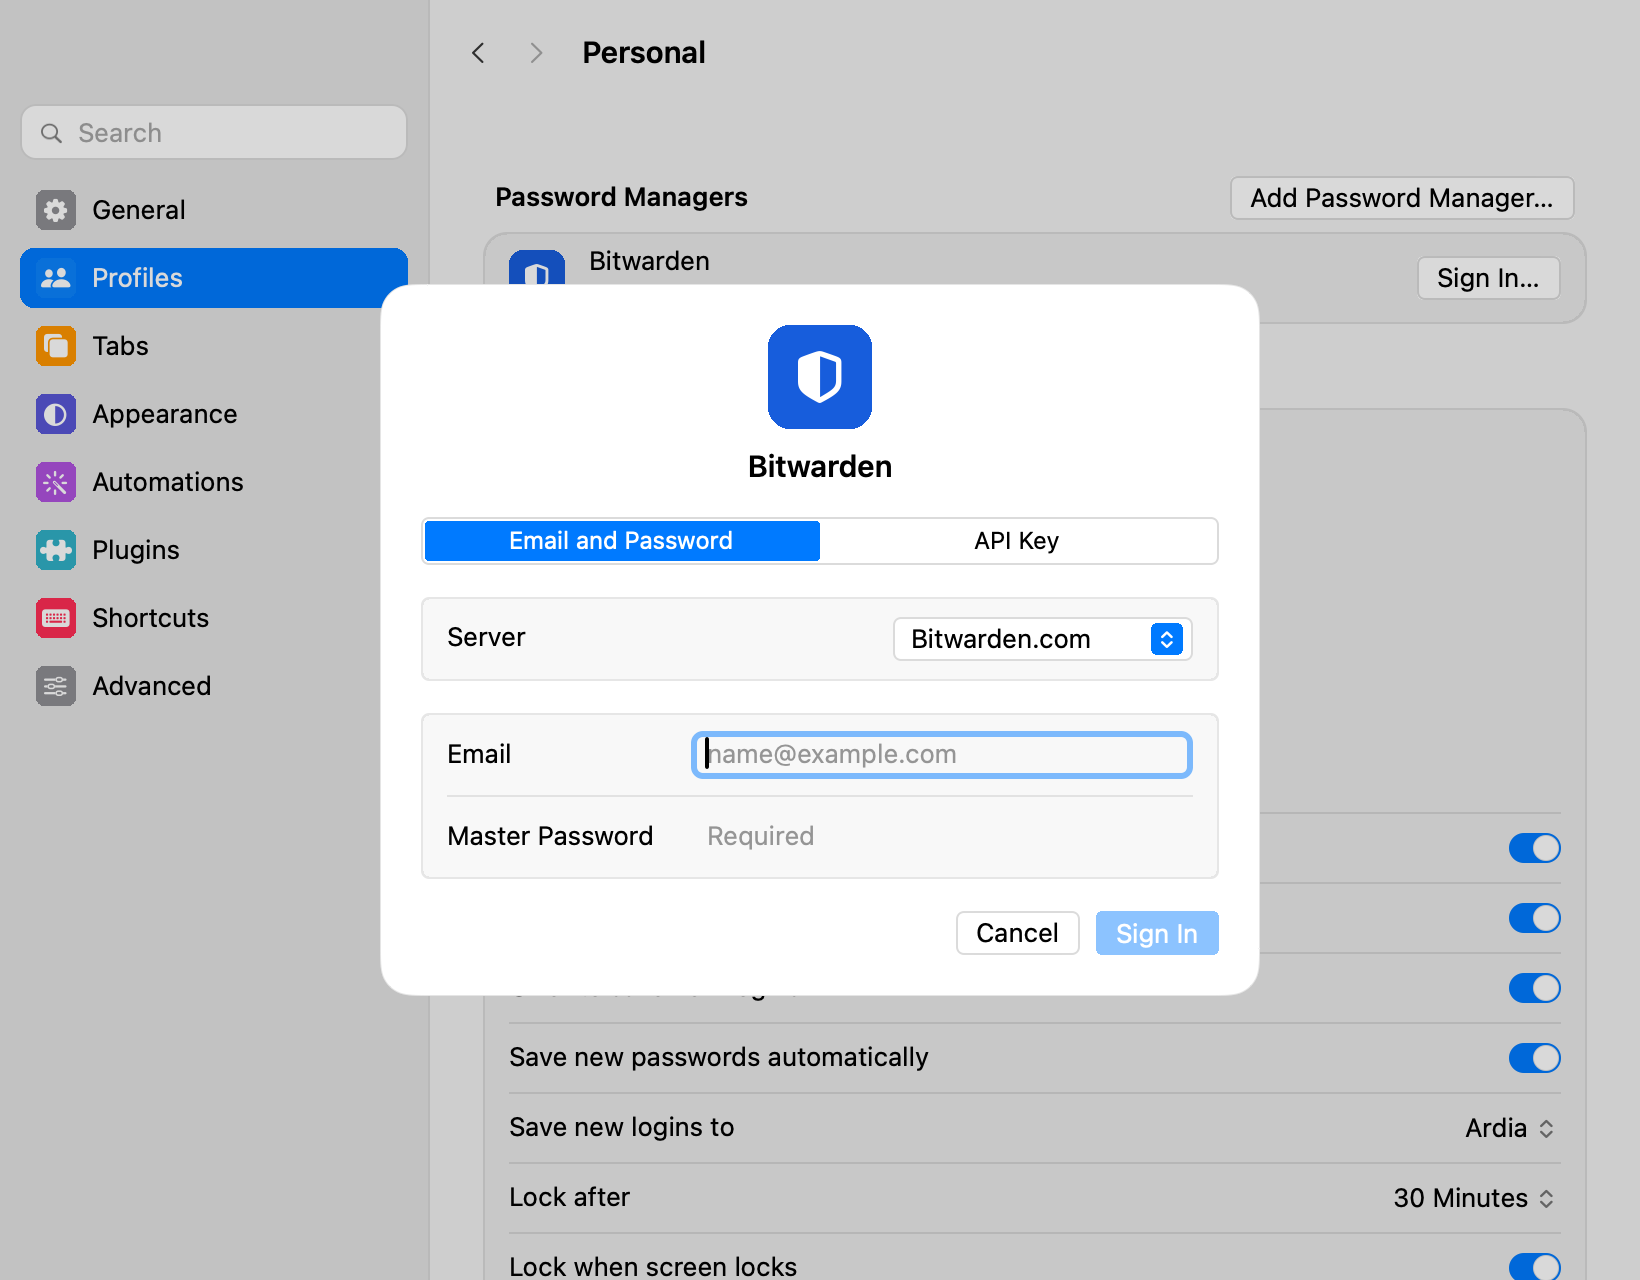 Personal
Search
General
Profiles
Tabs
Appearance
Automations
Plugins
Shortcuts
Advanced
Password Managers
Add Password Manager...
Bitwarden
Sign In...
Bitwarden
Email and Password
API Key
Server
Bitwarden.com
Email
name@example.com
Master Password
Required
Cancel
Sign In
Save new passwords automatically
Save new logins to
Ardia
Lock after
30 Minutes
Lock when screen locks